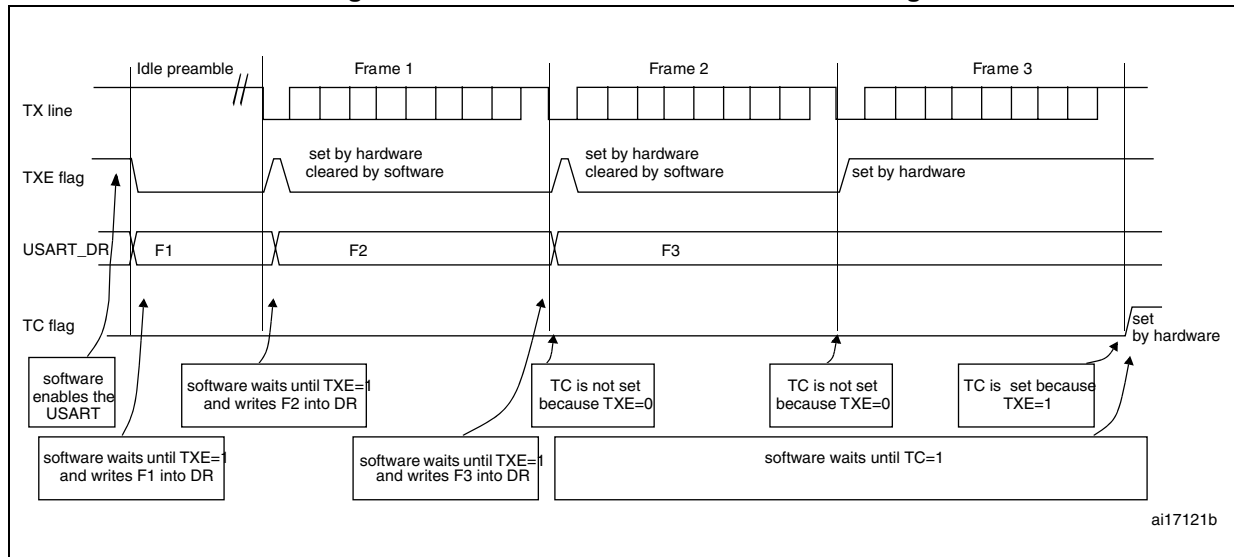 Idle preamble
Frame 1
Frame 2
Frame 3
TX line
TXE flag
set by hardware
cleared by software
set by hardware
cleared by software
set by hardware
USART_DR
F1
F2
F3
TC flag
set
by hardware
software
enables the
USART
software waits until TXE=1
and writes F2 into DR
TC is not set
because TXE=0
TC is not set
because TXE=0
TC is set because
TXE=1
software waits until TXE=1
and writes F1 into DR
software waits until TXE=1
and writes F3 into DR
software waits until TC=1
ai17121b